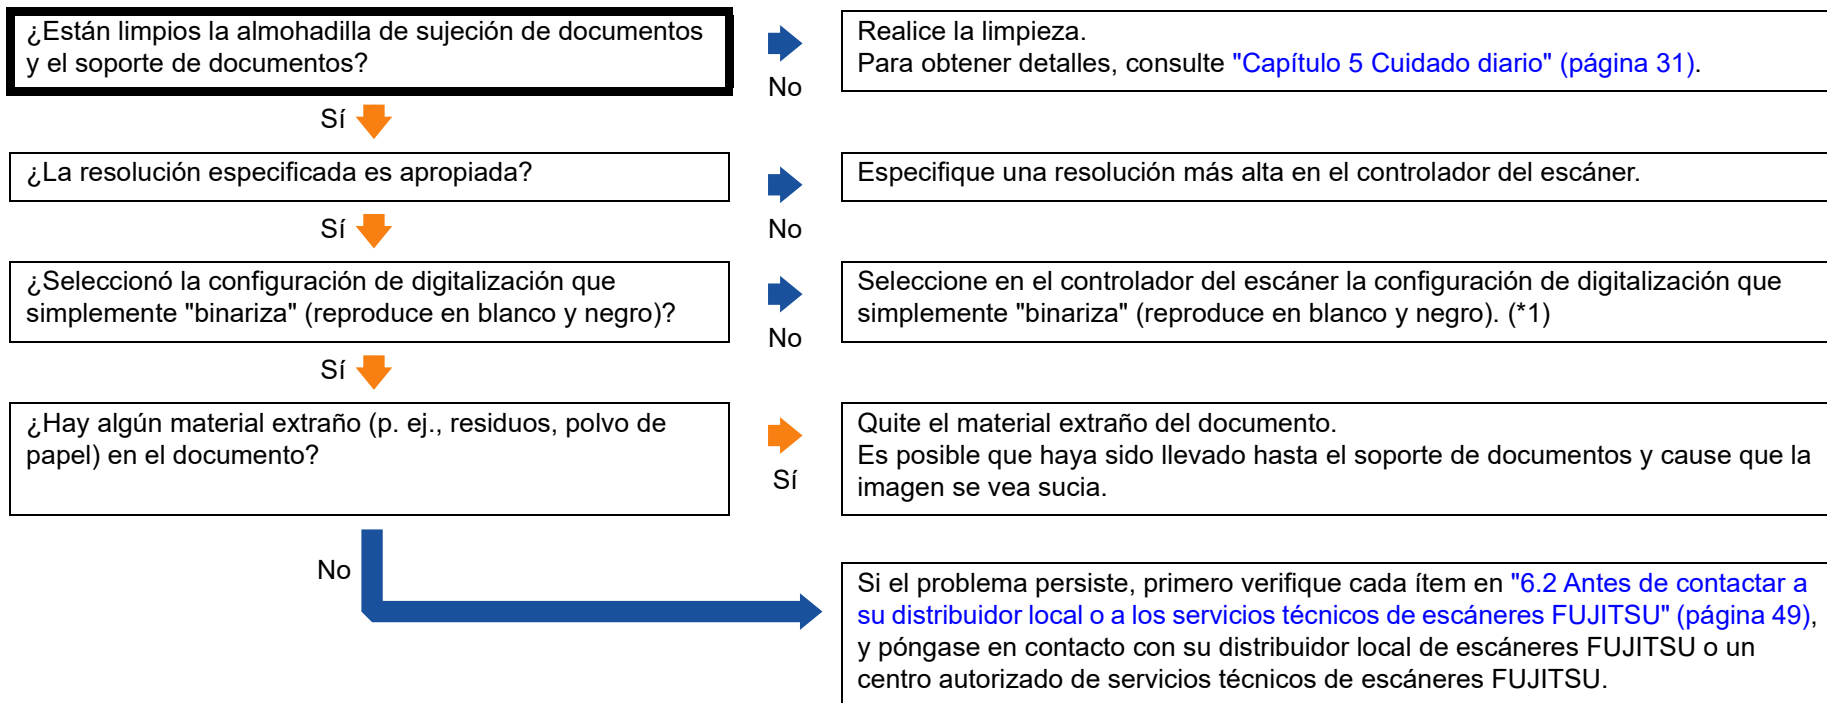 ¿Están limpios la almohadilla de sujeción de documentos
y el soporte de documentos?
No
Realice la limpieza.
Para obtener detalles, consulte "Capítulo 5 Cuidado diario" (página 31).
Sí
¿La resolución especificada es apropiada?
No
Especifique una resolución más alta en el controlador del escáner.
Sí
¿Seleccionó la configuración de digitalización que
simplemente "binariza" (reproduce en blanco y negro)?
No
Seleccione en el controlador del escáner la configuración de digitalización que
simplemente "binariza" (reproduce en blanco y negro). (*1)
Sí
¿Hay algún material extraño (p. ej., residuos, polvo de
papel) en el documento?
Sí
Quite el material extraño del documento.
Es posible que haya sido llevado hasta el soporte de documentos y cause que la
imagen se vea sucia.
No
Si el problema persiste, primero verifique cada ítem en "6.2 Antes de contactar a
su distribuidor local o a los servicios técnicos de escáneres FUJITSU" (página 49),
y póngase en contacto con su distribuidor local de escáneres FUJITSU o un
centro autorizado de servicios técnicos de escáneres FUJITSU.